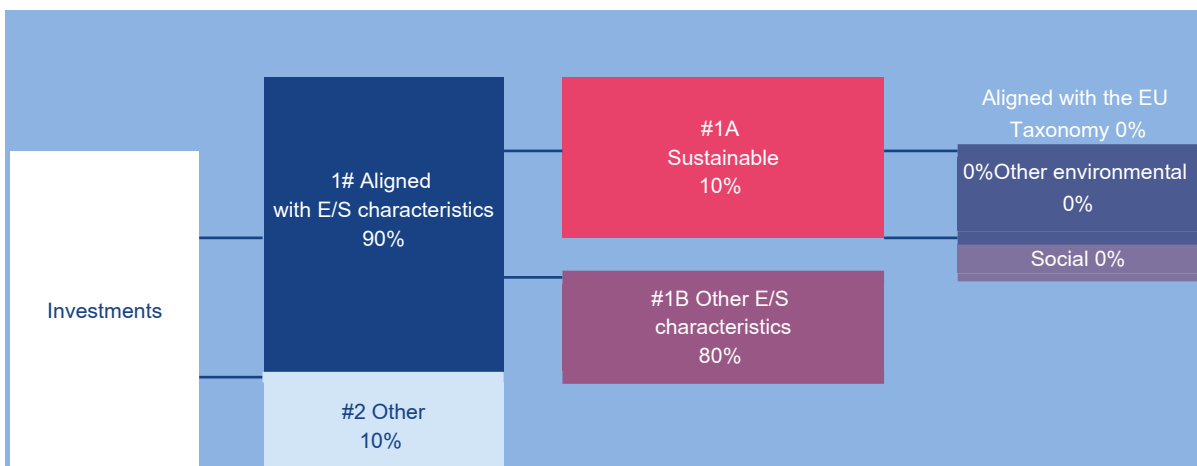 Investments
1# Aligned
with E/S characteristics
90%
#2 Other
10%
#1A
Sustainable
10%
#1B Other E/S
characteristics
80%
Aligned with the EU
Taxonomy 0%
0%Other environmental
0%
Social 0%